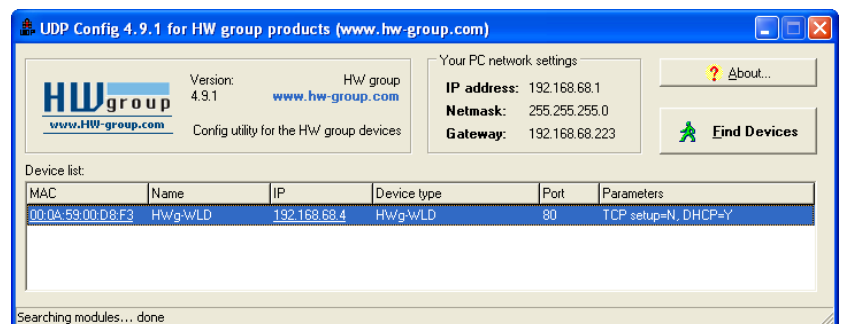 UDP Config 4.9.1 for HW group products (www.hw-group.com)
HWgroup
www.HW-group.com
Version: HW group
4.9.1 www.hw-group.com
Config utility for the HW group devices
Your PC network settings
IP address: 192.168.68.1
Netmask: 255.255.255.0
Gateway: 192.168.68.223
? About...
Find Devices
Device list:
MAC Name IP Device type Port Parameters
00:0A:59:00:D8:F3 HWg-WLD 192.168.68.4 HWg-WLD 80 TCP setup=N, DHCP=Y
Searching modules... done